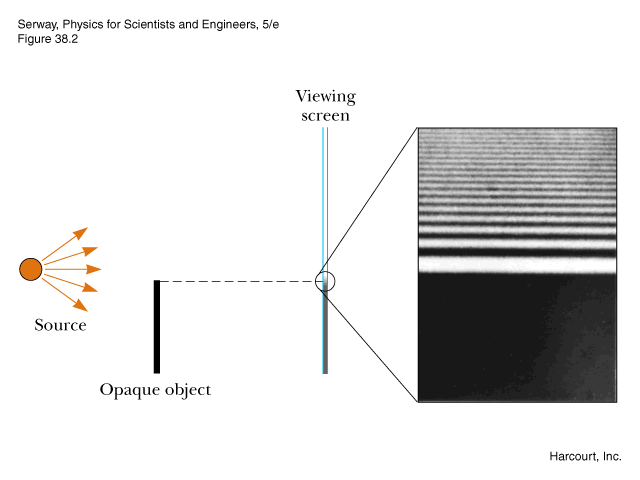 Serway, Physics for Scientists and Engineers, 5/e
Figure 38.2
Viewing
screen
Source
Opaque object
Harcourt, Inc.